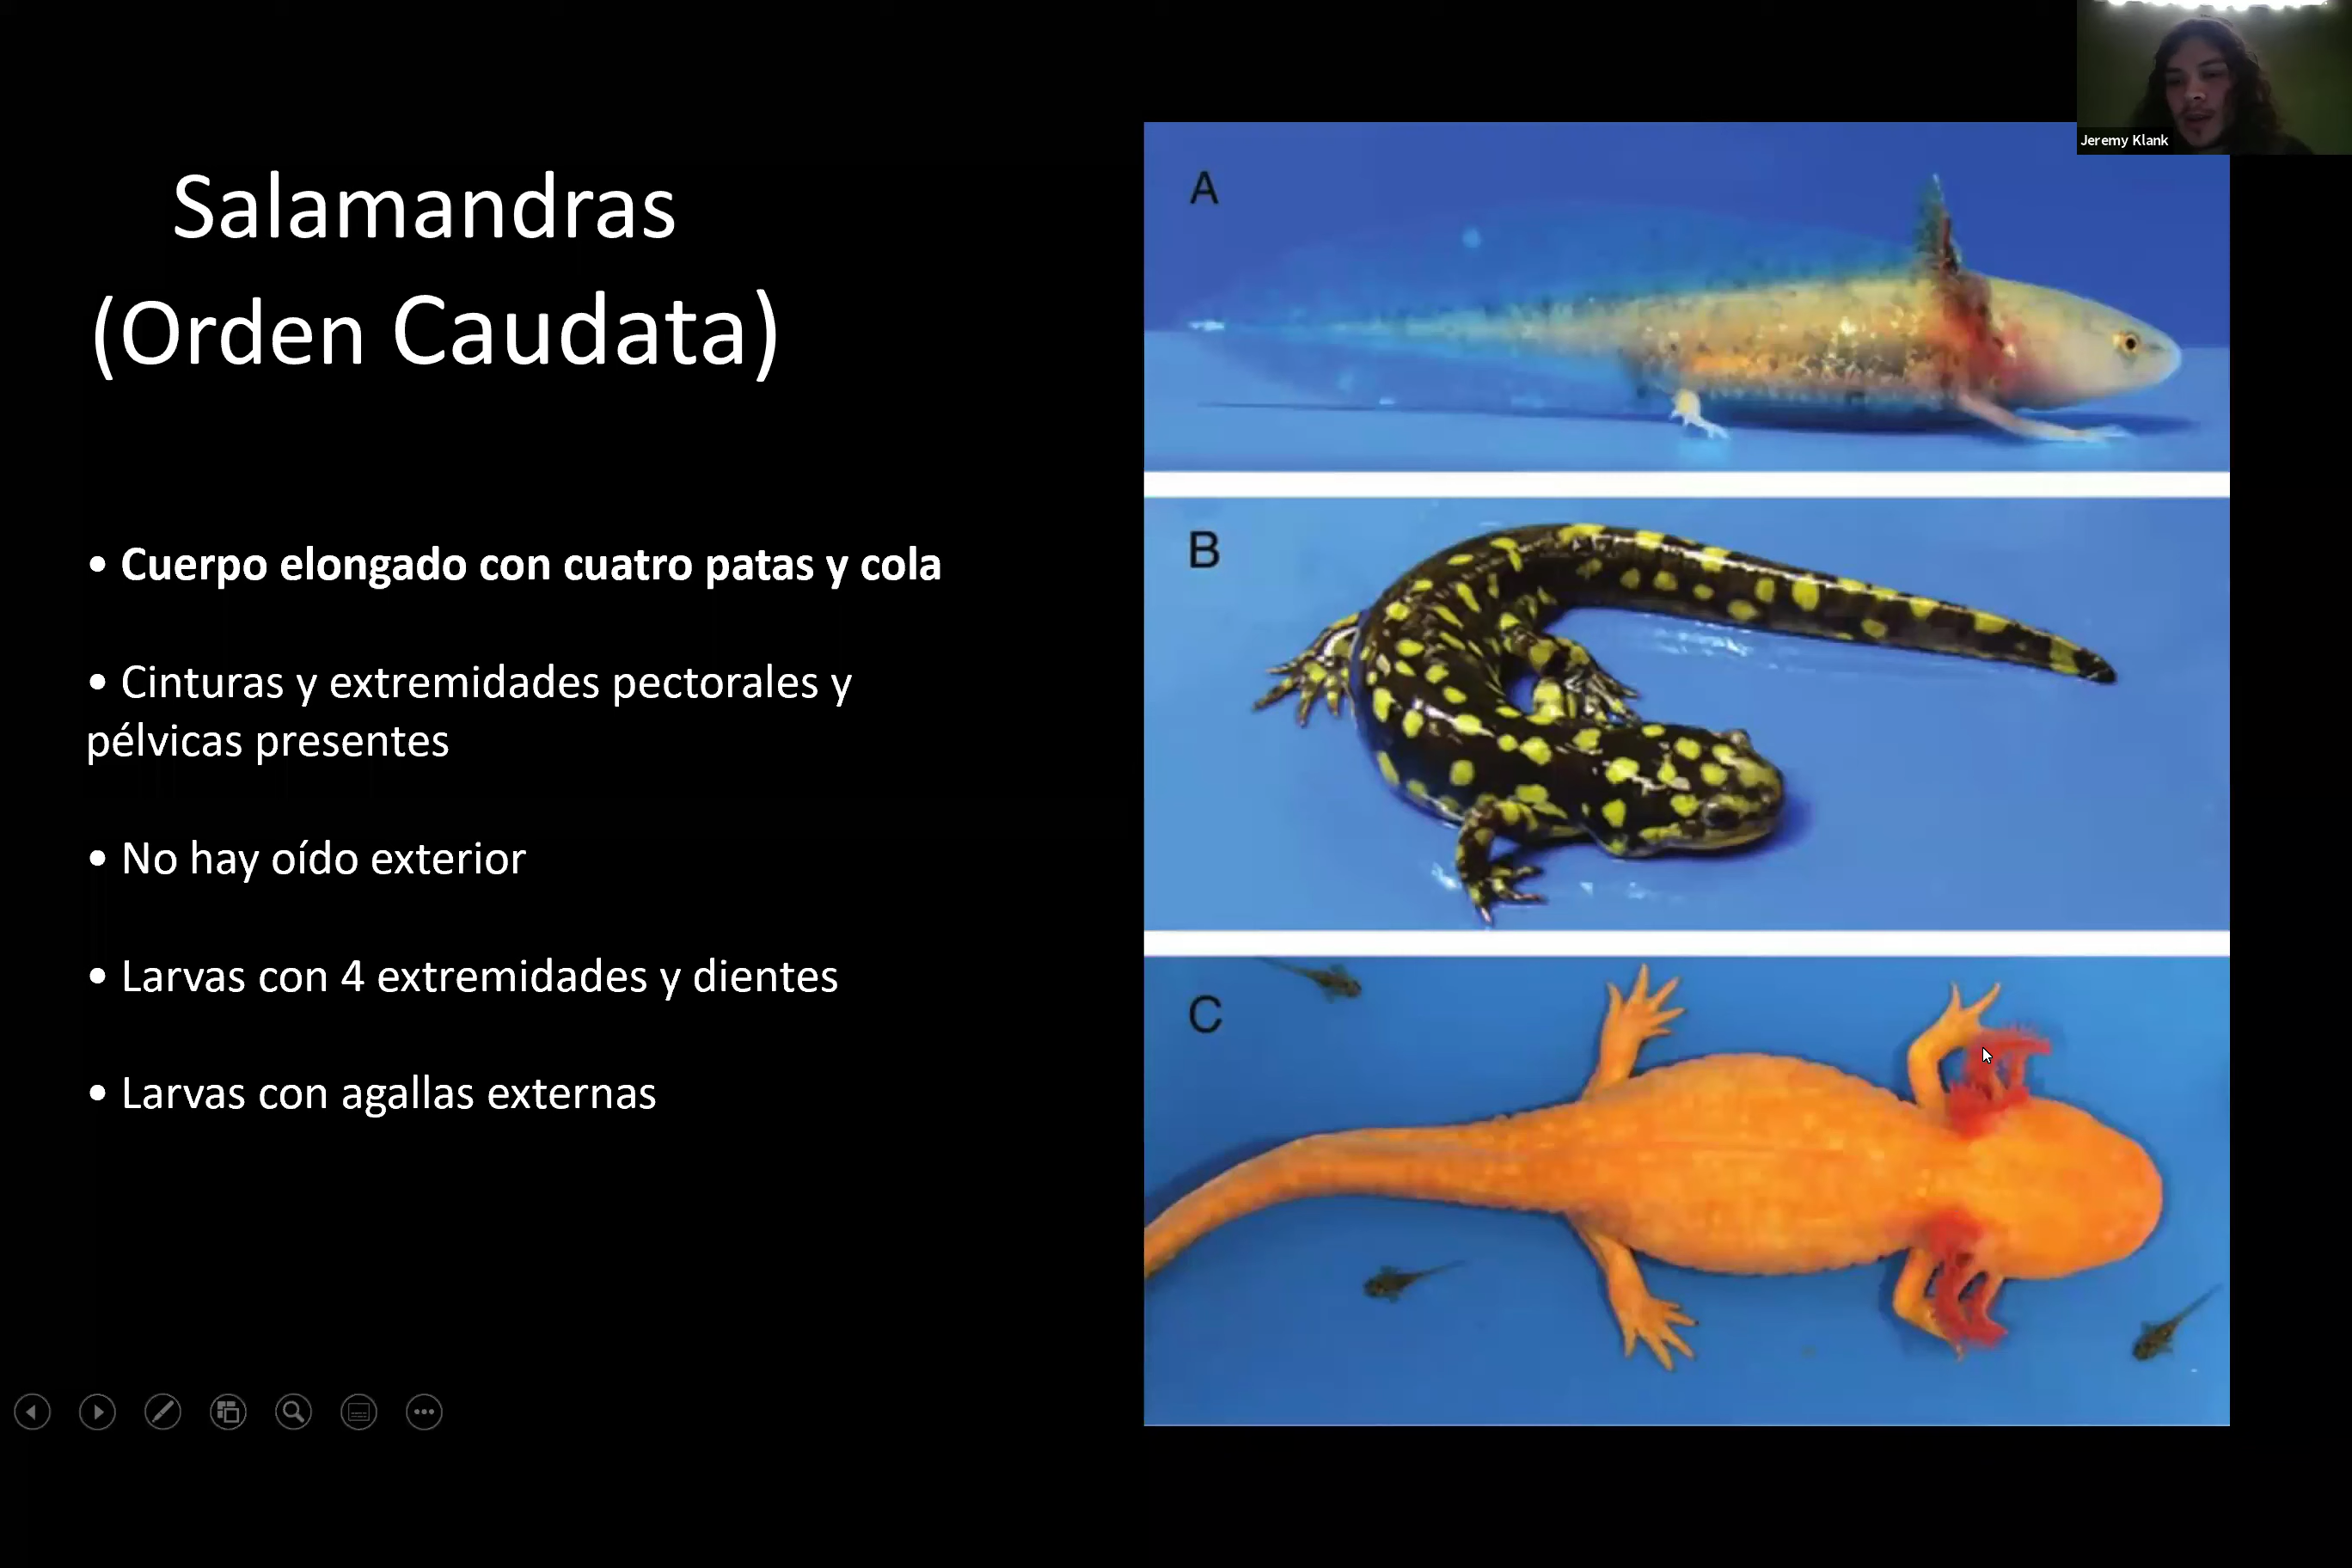 Jeremy Klank
Salamandras
(Orden Caudata)
• Cuerpo elongado con cuatro patas y cola
• Cinturas y extremidades pectorales y
pélvicas presentes
• No hay oído exterior
• Larvas con 4 extremidades y dientes
• Larvas con agallas externas
A
B
C